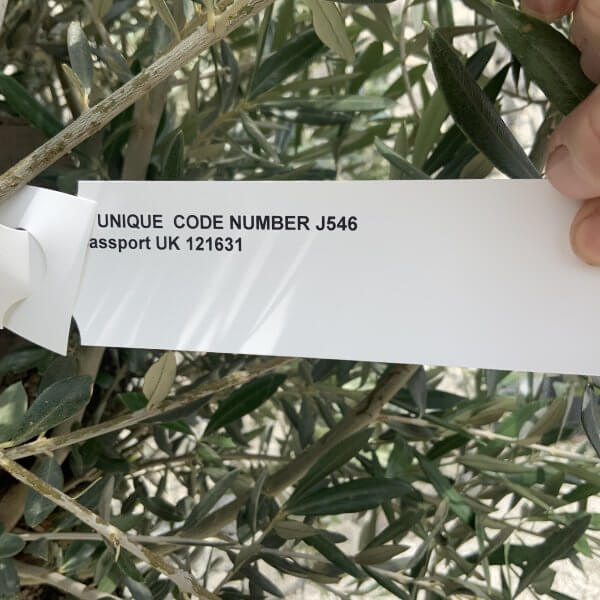 UNIQUE CODE NUMBER J546
assport UK 121631